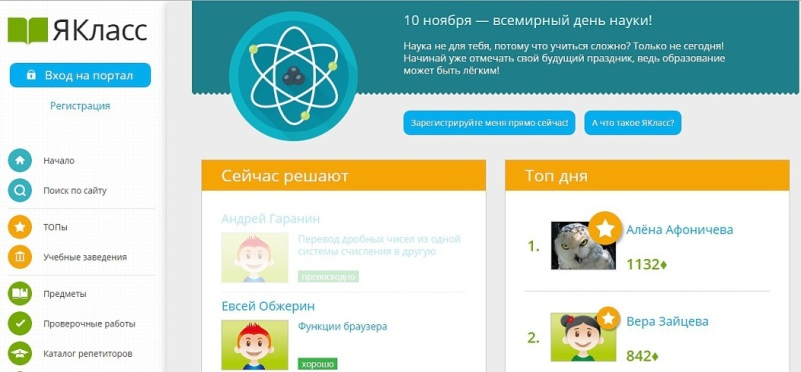 ЯКласс
Вход на портал
Регистрация
Начало
Поиск по сайту
ТОПы
Учебные заведения
Предметы
Проверочные работы
Каталог репетиторов
10 ноября — всемирный день науки!
Наука не для тебя, потому что учиться сложно? Только не сегодня!
Начинай уже отмечать свой будущий праздник, ведь образование
может быть лёгким!
Зарегистрируйте меня прямо сейчас!
А что такое ЯКласс?
Сейчас решают
Андрей Гаранин
Перевод дробных чисел из одной
системы счисления в другую
превосходно
Евсей Обжерин
Функции браузера
хорошо
Топ дня
1.
Алёна Афоничева
1132♦
2.
Вера Зайцева
842♦